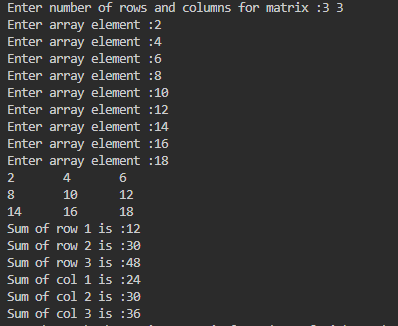 Enter number of rows and columns for matrix :3 3
Enter array element :2
Enter array element :4
Enter array element :6
Enter array element :8
Enter array element :10
Enter array element :12
Enter array element :14
Enter array element :16
Enter array element :18
2 4 6
8 10 12
14 16 18
Sum of row 1 is :12
Sum of row 2 is :30
Sum of row 3 is :48
Sum of col 1 is :24
Sum of col 2 is :30
Sum of col 3 is :36